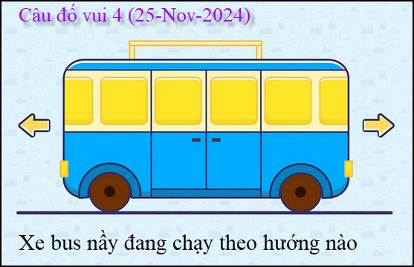 Câu đố vui 4 (25-Nov-2024)
Xe bus nầy đang chạy theo hướng nào